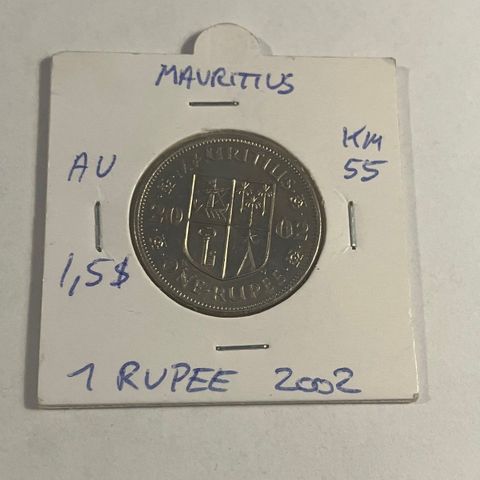 MAURITIUS
AU
KM
55
MAURITIUS
20 02
ONE·RUPEE
1,5$
1 RUPEE 2002